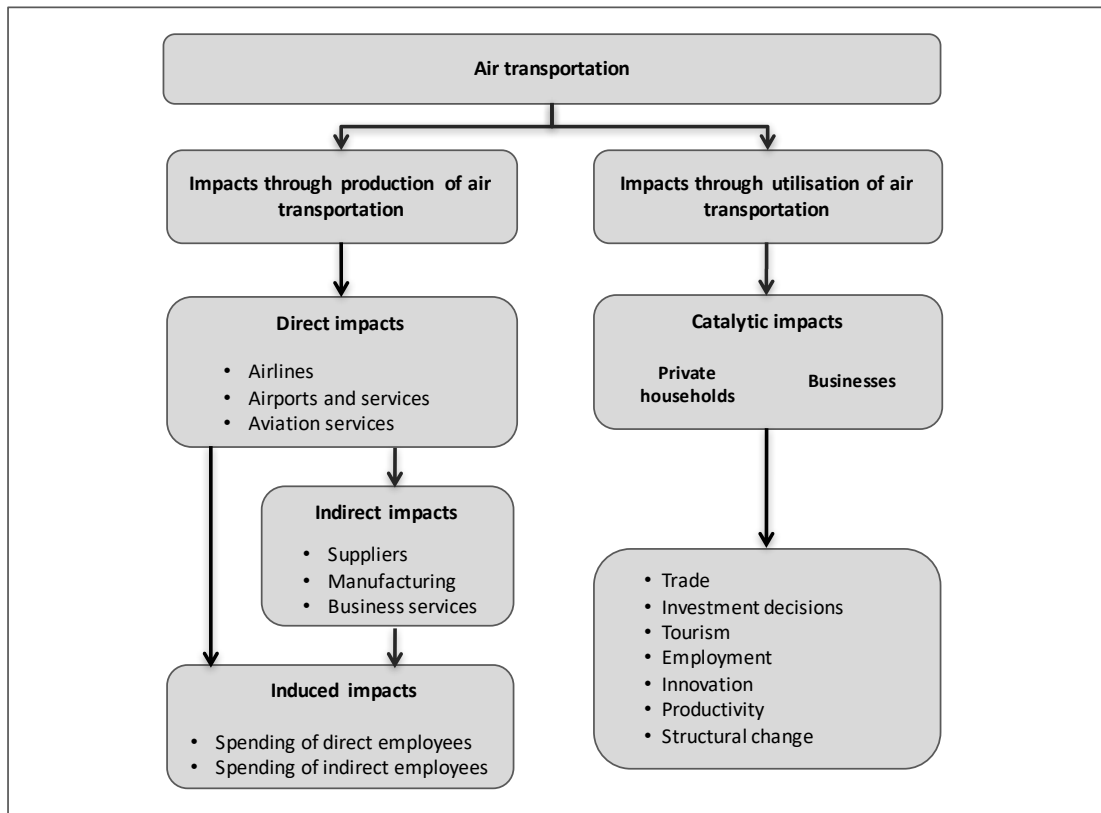 Air transportation
Impacts through production of air
transportation
Impacts through utilisation of air
transportation
Direct impacts
• Airlines
• Airports and services
• Aviation services
Catalytic impacts
Private
households
Businesses
Indirect impacts
• Suppliers
• Manufacturing
• Business services
Induced impacts
• Spending of direct employees
• Spending of indirect employees
• Trade
• Investment decisions
• Tourism
• Employment
• Innovation
• Productivity
• Structural change